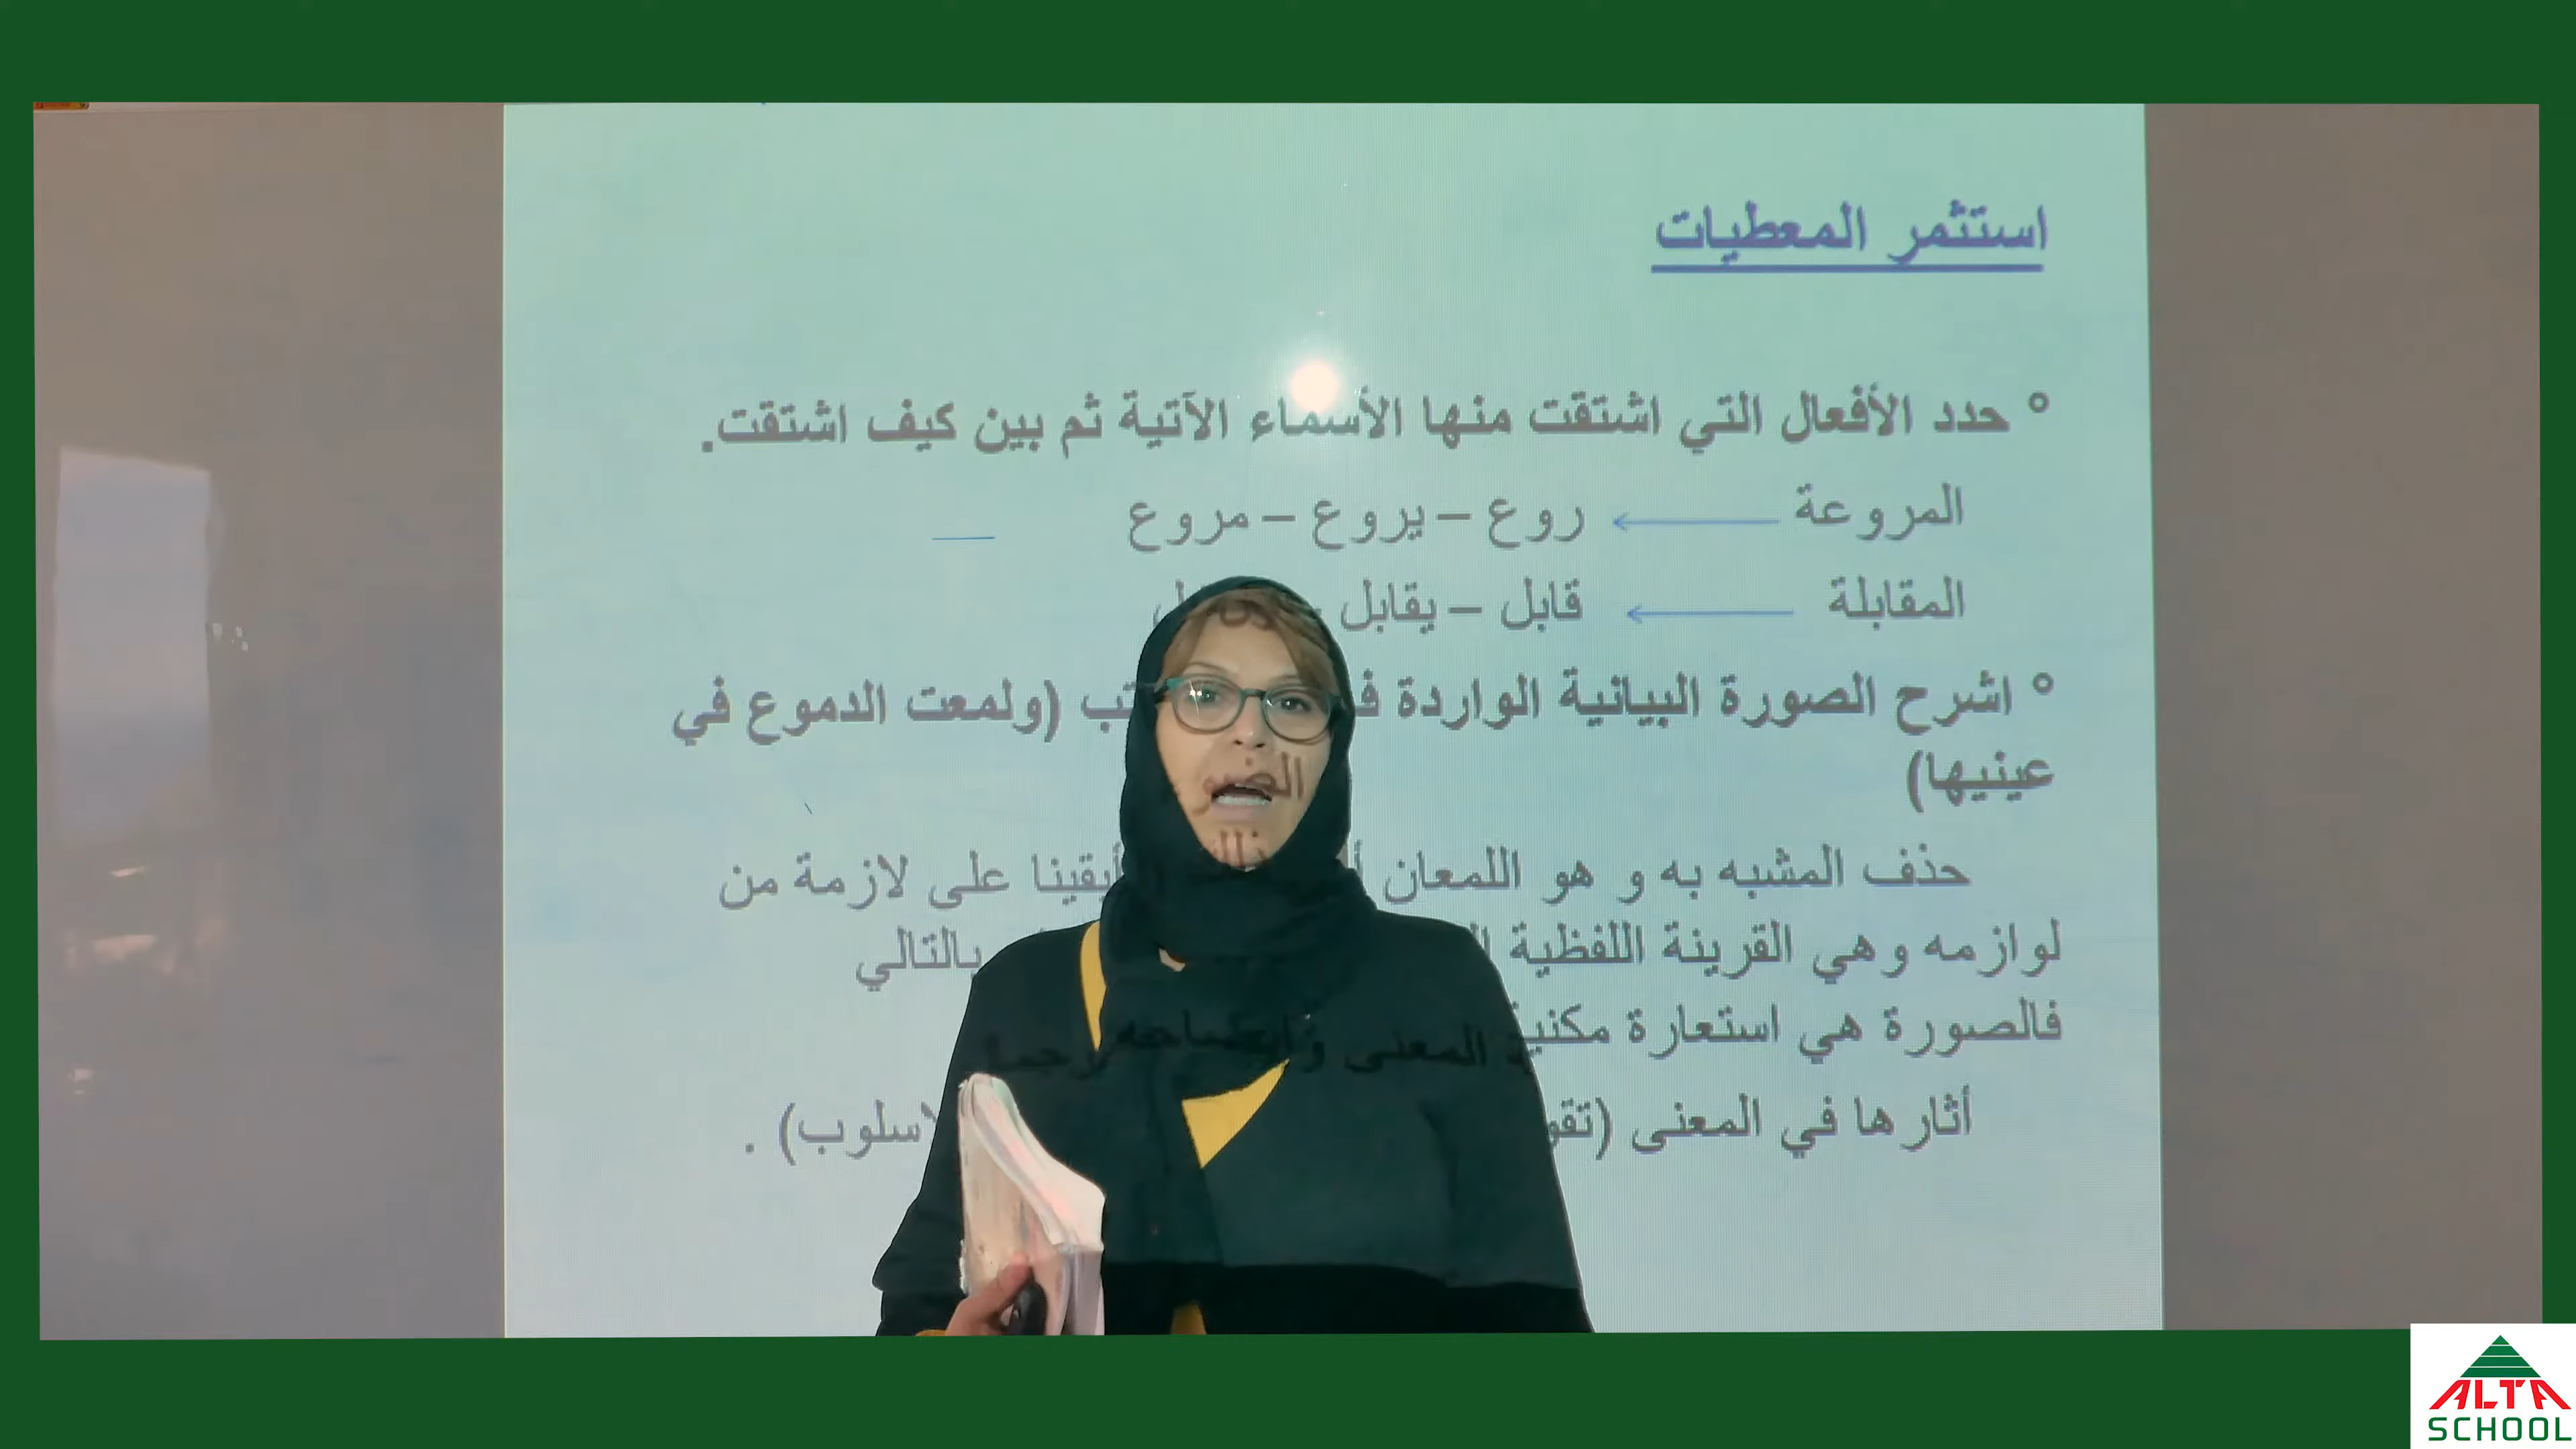 استثمر المعطيات
° حدد الأفعال التي اشتقت منها الأسماء الآتية ثم بين كيف اشتقت.
المروعة ← روع – يروع – مروع
المقابلة ← قابل – يقابل –
° اشرح الصورة البيانية الواردة (ولمعت الدموع في
عينيها)
حذف المشبه به و هو اللمعان أبقينا على لازمة من
لوازمه وهي القرينة اللفظية بالتالي
فالصورة هي استعارة مكنية
أثارها في المعنى المعنى
ALTA
SCHOOL